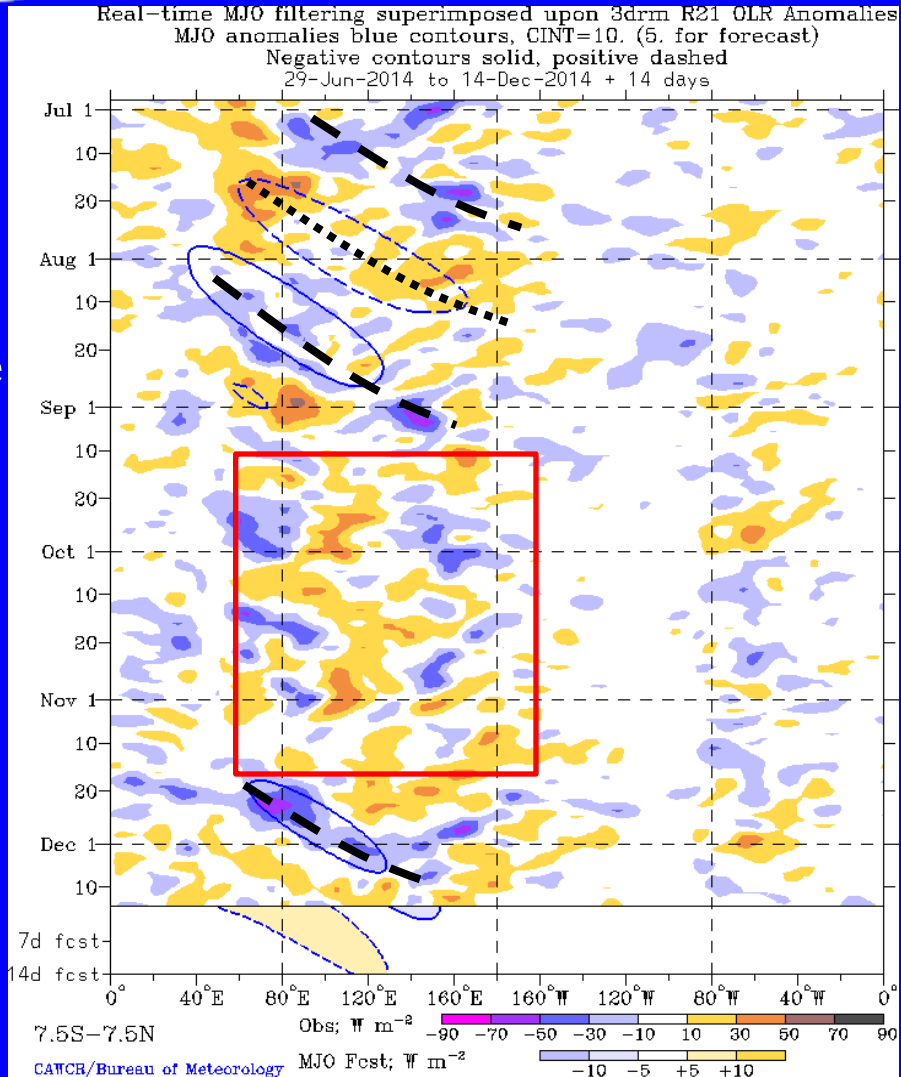 Real-time MJO filtering superimposed upon 3drm R21 OLR Anomalies
MJO anomalies blue contours, CINT=10. (5. for forecast)
Negative contours solid, positive dashed
29-Jun-2014 to 14-Dec-2014 + 14 days
Jul 1
10
20
Aug 1
10
20
Sep 1
10
20
Oct 1
10
20
Nov 1
10
20
Dec 1
10
7d fcst
14d fcst
0° 40°E 80°E 120°E 160°E 160°W 120°W 80°W 40°W 0°
7.5S-7.5N
Obs; W m⁻² -90 -70 -50 -30 -10 10 30 50 70 90
CAWCR/Bureau of Meteorology MJO Fcst; W m⁻² -10 -5 +5 +10